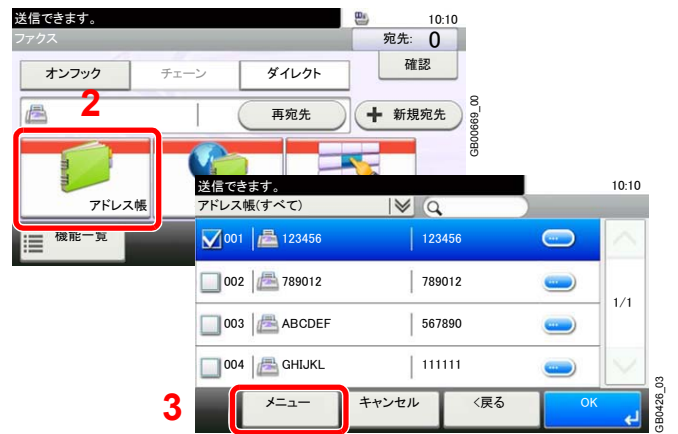 送信できます。
10:10
ファクス
宛先: 0
オンフック
チェーン
ダイレクト
確認
2
再宛先
+ 新規宛先
アドレス帳
機能一覧
GB00669_00
送信できます。
10:10
アドレス帳(すべて)
001 123456 123456
002 789012 789012
1/1
003 ABCDEF 567890
004 GHIJKL 111111
3
メニュー
キャンセル
<戻る
OK
GB0426_03